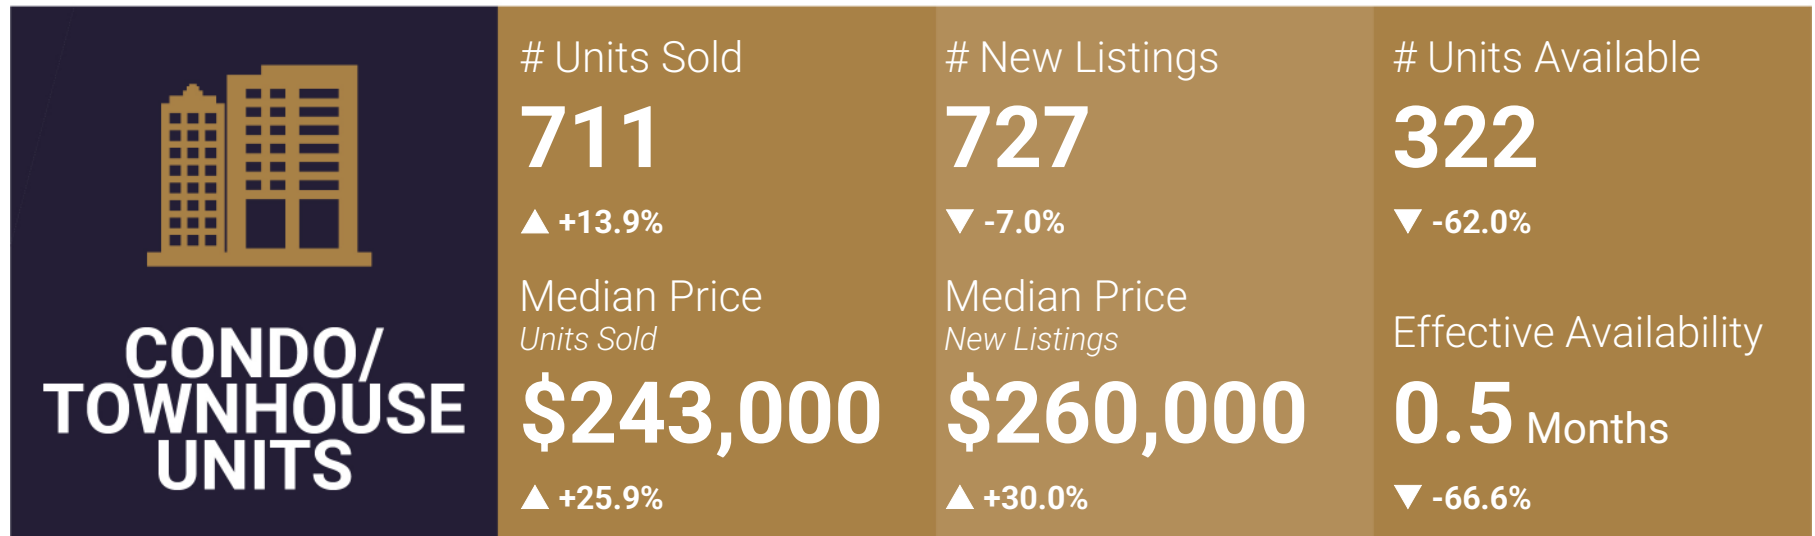 CONDO/
TOWNHOUSE
UNITS
# Units Sold
711
▲ +13.9%
Median Price
Units Sold
$243,000
▲ +25.9%
# New Listings
727
▼ -7.0%
Median Price
New Listings
$260,000
▲ +30.0%
# Units Available
322
▼ -62.0%
Effective Availability
0.5 Months
▼ -66.6%